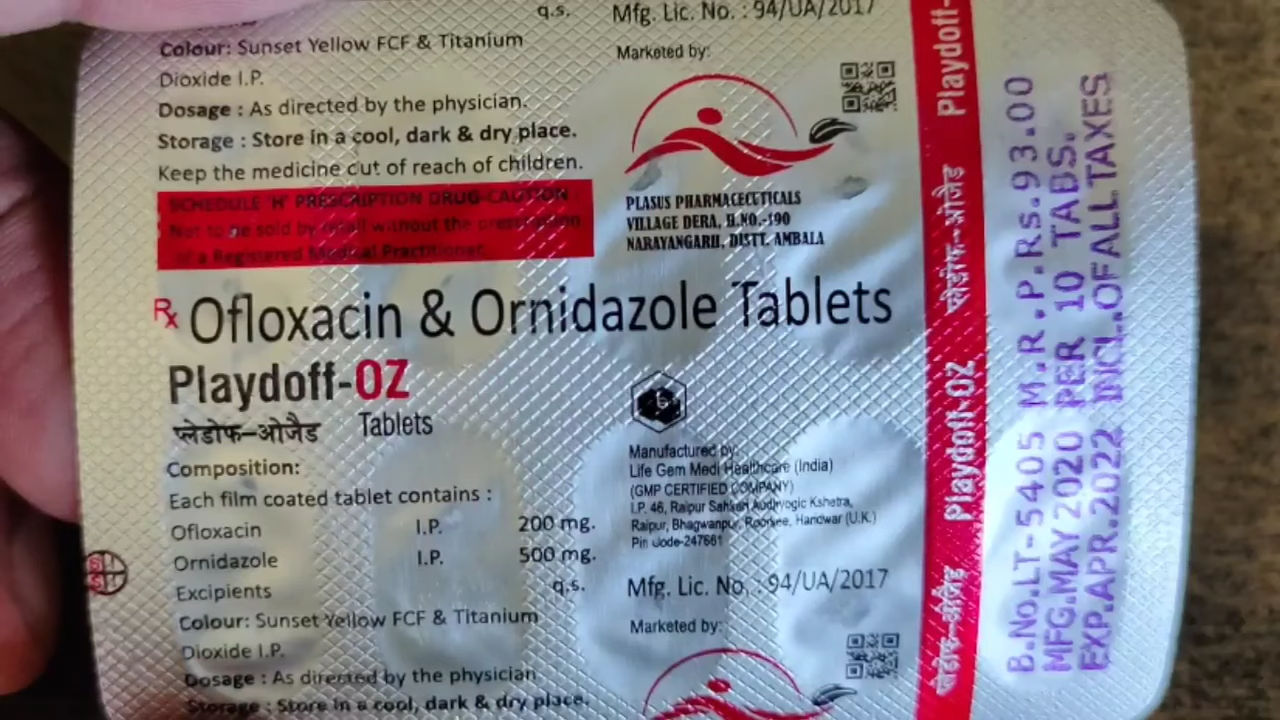 q.s. Mfg. Lic. No. : 94/UA/2017
Colour: Sunset Yellow FCF & Titanium
Dioxide I.P.
Dosage : As directed by the physician.
Storage : Store in a cool, dark & dry place.
Keep the medicine out of reach of children.
SCHEDULE 'H' PRESCRIPTION DRUG-CAUTION :
Not to be sold by retail without the prescription
of a Registered Medical Practitioner.
Marketed by:
PLASUS PHARMACEUTICALS
VILLAGE DERA, H.NO.-190
NARAYANGARH, DISTT. AMBALA
Rx Ofloxacin & Ornidazole Tablets
Playdoff-OZ
प्लेडोफ-ओजैड Tablets
Composition:
Each film coated tablet contains :
Ofloxacin I.P. 200 mg.
Ornidazole I.P. 500 mg.
Excipients q.s.
Colour: Sunset Yellow FCF & Titanium
Dioxide I.P.
Dosage : As directed by the physician
Storage : Store in a cool, dark & dry place.
Manufactured by:
Life Gem Medi Healthcare (India)
(GMP CERTIFIED COMPANY)
I.P. 46, Raipur Sahkari Audhyogic Kshetra,
Raipur, Bhagwanpur, Roorkee, Haridwar (U.K.)
Pin code-247661
Mfg. Lic. No. : 94/UA/2017
Marketed by:
Playdoff-
प्लेडोफ-ओजैड
Playdoff-OZ
प्लेडोफ-ओजैड
B.No.LT-5405 M.R.P.Rs.93.00
MFG.MAY 2020 PER 10 TABS.
EXP.APR.2022 INCL.OF ALL TAXES